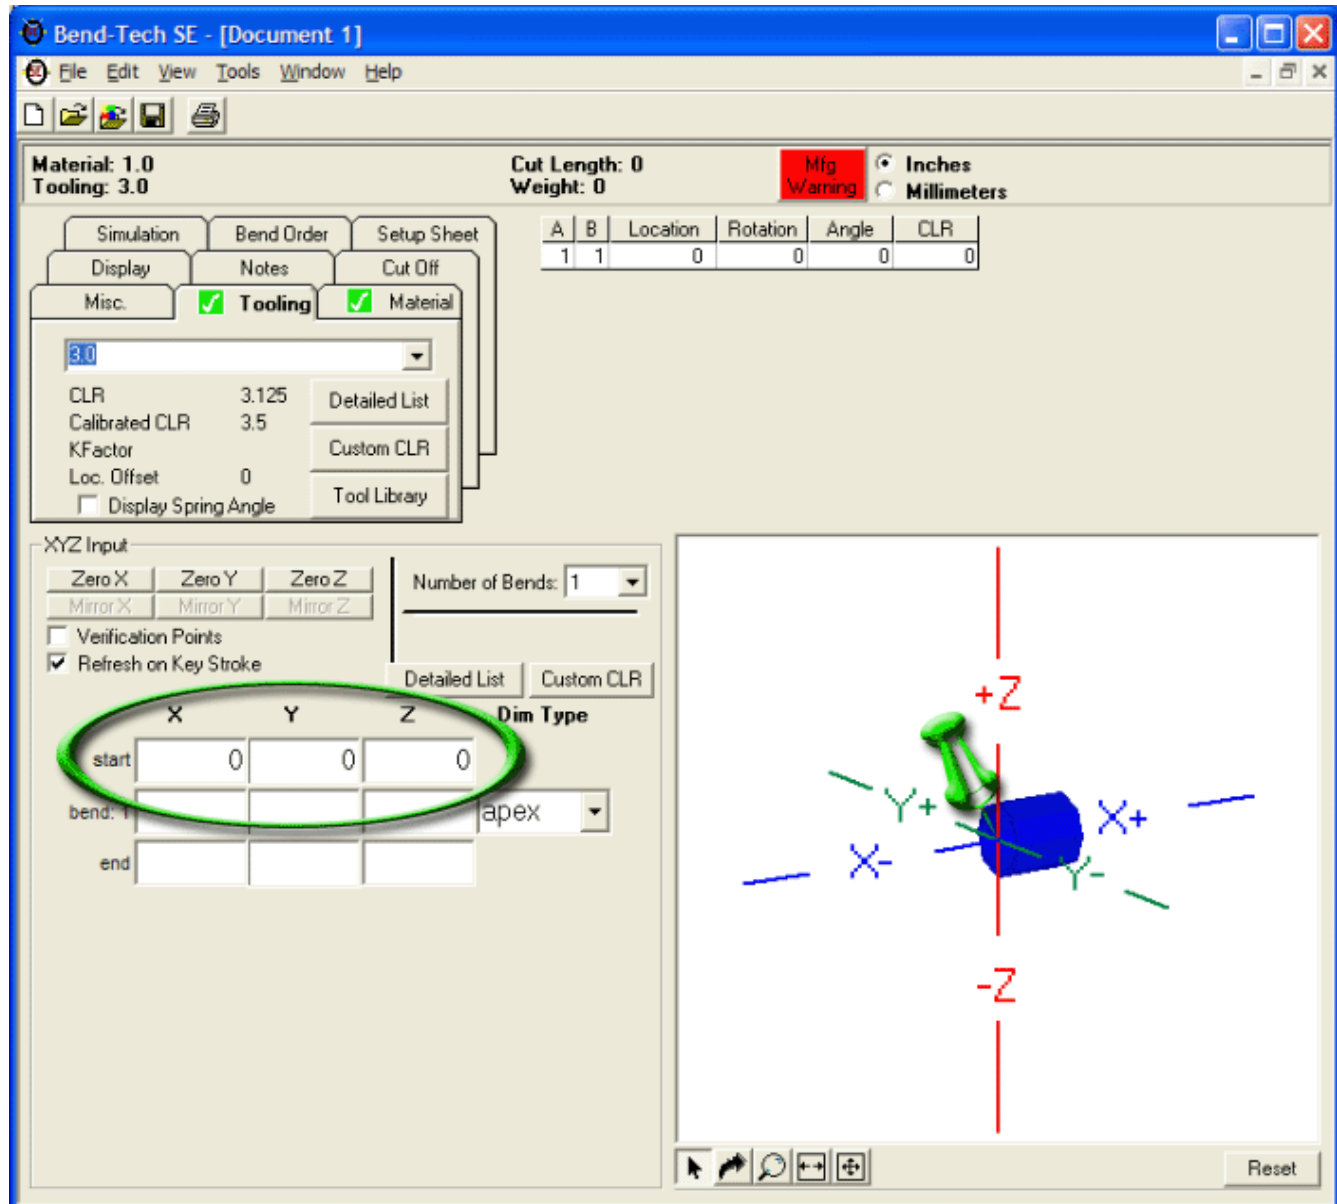 Bend-Tech SE - [Document 1]
File Edit View Tools Window Help
Material: 1.0
Tooling: 3.0
Cut Length: 0
Weight: 0
Mfg Warning
Inches
Millimeters
Simulation Bend Order Setup Sheet
Display Notes Cut Off
Misc. Tooling Material
3.0
CLR 3.125
Calibrated CLR 3.5
KFactor
Loc. Offset 0
Display Spring Angle
Detailed List
Custom CLR
Tool Library
A B Location Rotation Angle CLR
1 1 0 0 0 0
XYZ Input
Zero X Zero Y Zero Z
Mirror X Mirror Y Mirror Z
Verification Points
Refresh on Key Stroke
Number of Bends: 1
Detailed List Custom CLR
X Y Z Dim Type
start 0 0 0
bend: 1 apex
end
+Z
Y+
X+
X-
Y-
-Z
Reset